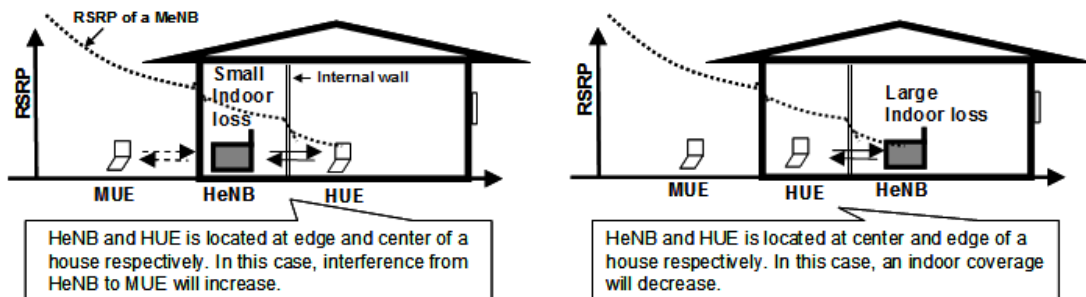 RSRP of a MeNB
RSRP
Small
Indoor
loss
Internal wall
MUE
HeNB
HUE
HeNB and HUE is located at edge and center of a
house respectively. In this case, interference from
HeNB to MUE will increase.
RSRP
Large
Indoor loss
MUE
HUE
HeNB
HeNB and HUE is located at center and edge of a
house respectively. In this case, an indoor coverage
will decrease.